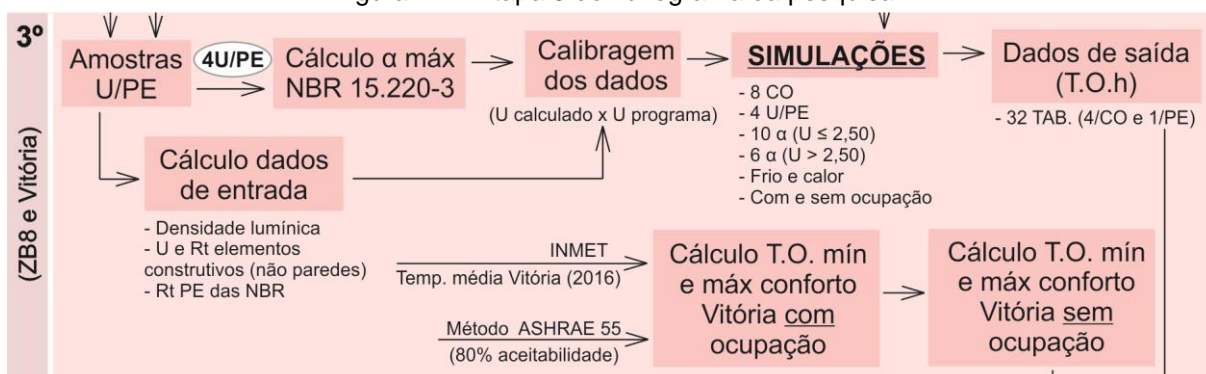 3º
(ZB8 e Vitória)
Amostras
U/PE
4U/PE
Cálculo α máx
NBR 15.220-3
Calibragem
dos dados
(U calculado x U programa)
SIMULAÇÕES
- 8 CO
- 4 U/PE
- 10 α (U ≤ 2,50)
- 6 α (U > 2,50)
- Frio e calor
- Com e sem ocupação
Dados de saída
(T.O.h)
- 32 TAB. (4/CO e 1/PE)
Cálculo dados
de entrada
- Densidade lumínica
- U e Rt elementos
construtivos (não paredes)
- Rt PE das NBR
INMET
Temp. média Vitória (2016)
Método ASHRAE 55
(80% aceitabilidade)
Cálculo T.O. mín
e máx conforto
Vitória com
ocupação
Cálculo T.O. mín
e máx conforto
Vitória sem
ocupação